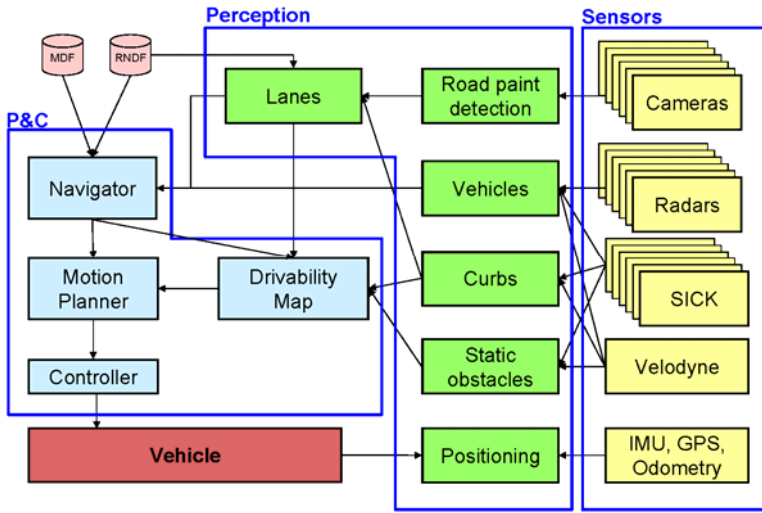 Perception
Sensors
MDF
RNDF
Lanes
Road paint
detection
Cameras
P&C
Navigator
Vehicles
Radars
Motion
Planner
Drivability
Map
Curbs
SICK
Controller
Static
obstacles
Velodyne
Vehicle
Positioning
IMU, GPS,
Odometry